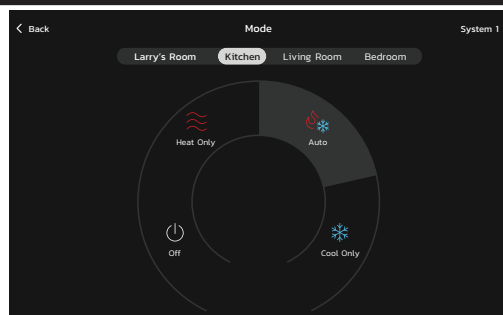 Back Mode System 1
Larry's Room Kitchen Living Room Bedroom
Heat Only Auto
Off Cool Only